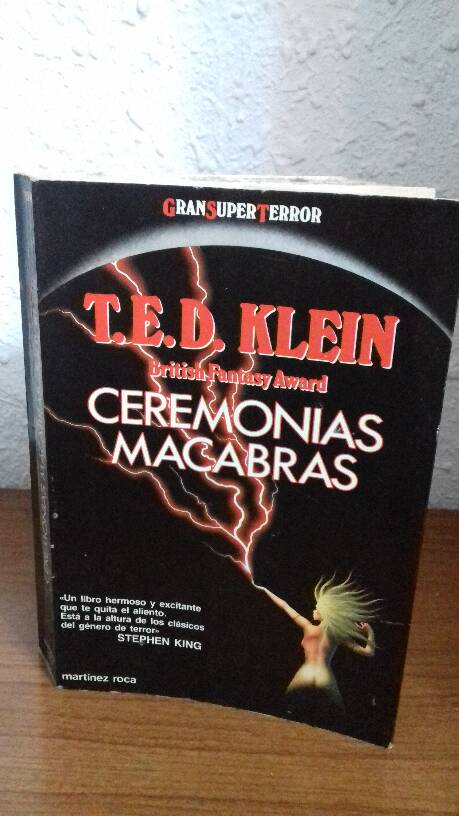 GRANSUPERTERROR
T.E.D. KLEIN
British Fantasy Award
CEREMONIAS
MACABRAS
«Un libro hermoso y excitante
que te quita el aliento.
Está a la altura de los clásicos
del género de terror»
STEPHEN KING
martínez roca